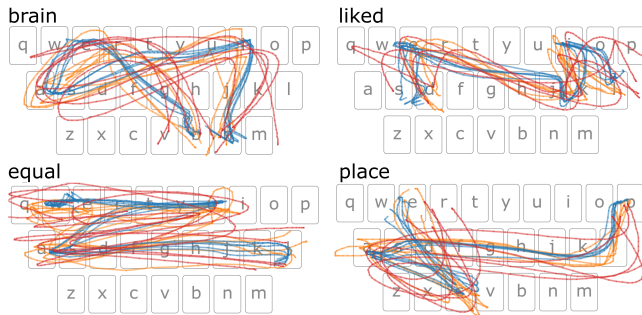 brain
q w e r t y u i o p
a s d f g h j k l
z x c v b n m
liked
q w e r t y u i o p
a s d f g h j k
z x c v b n m
equal
q e t y i o p
a d f g h j k
z x c v b n m
place
q w e r t y u i o p
g h j k
z x v b n m